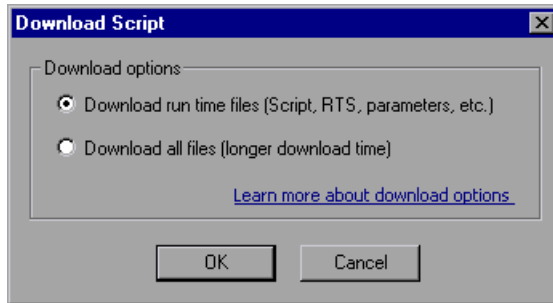 Download Script
Download options
Download run time files (Script, RTS, parameters, etc.)
Download all files (longer download time)
Learn more about download options
OK
Cancel